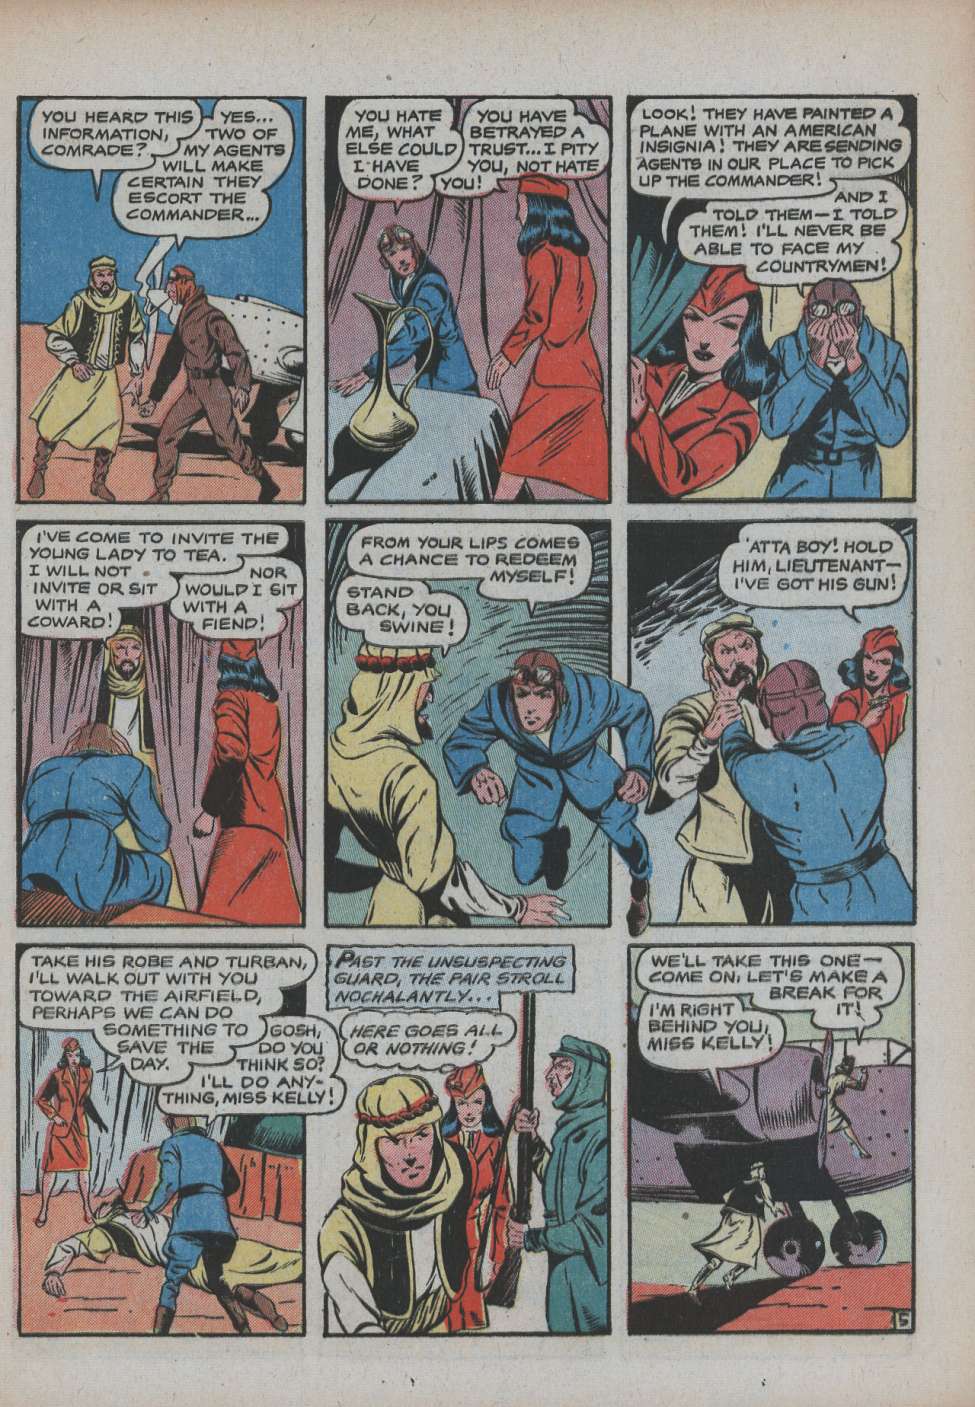 YOU HEARD THIS
INFORMATION,
COMRADE?
YES...
TWO OF
MY AGENTS
WILL MAKE
CERTAIN THEY
ESCORT THE
COMMANDER...
YOU HATE
ME, WHAT
ELSE COULD
I HAVE
DONE?
YOU HAVE
BETRAYED A
TRUST... I PITY
YOU, NOT HATE
YOU!
LOOK! THEY HAVE PAINTED A
PLANE WITH AN AMERICAN
INSIGNIA! THEY ARE SENDING
AGENTS IN OUR PLACE TO PICK
UP THE COMMANDER!
AND I
TOLD THEM—I TOLD
THEM! I'LL NEVER BE
ABLE TO FACE MY
COUNTRYMEN!
I'VE COME TO INVITE THE
YOUNG LADY TO TEA.
I WILL NOT
INVITE OR SIT
WITH A
COWARD!
NOR
WOULD I SIT
WITH A
FIEND!
FROM YOUR LIPS COMES
A CHANCE TO REDEEM
MYSELF!
STAND
BACK, YOU
SWINE!
'ATTA BOY! HOLD
HIM, LIEUTENANT—
I'VE GOT HIS GUN!
TAKE HIS ROBE AND TURBAN,
I'LL WALK OUT WITH YOU
TOWARD THE AIRFIELD,
PERHAPS WE CAN DO
SOMETHING TO
SAVE THE
DAY.
GOSH,
DO YOU
THINK SO?
I'LL DO ANY-
THING, MISS KELLY!
PAST THE UNSUSPECTING
GUARD, THE PAIR STROLL
NOCHALANTLY...
HERE GOES ALL
OR NOTHING!
WE'LL TAKE THIS ONE—
COME ON, LET'S MAKE A
BREAK FOR
IT!
I'M RIGHT
BEHIND YOU,
MISS KELLY!
5